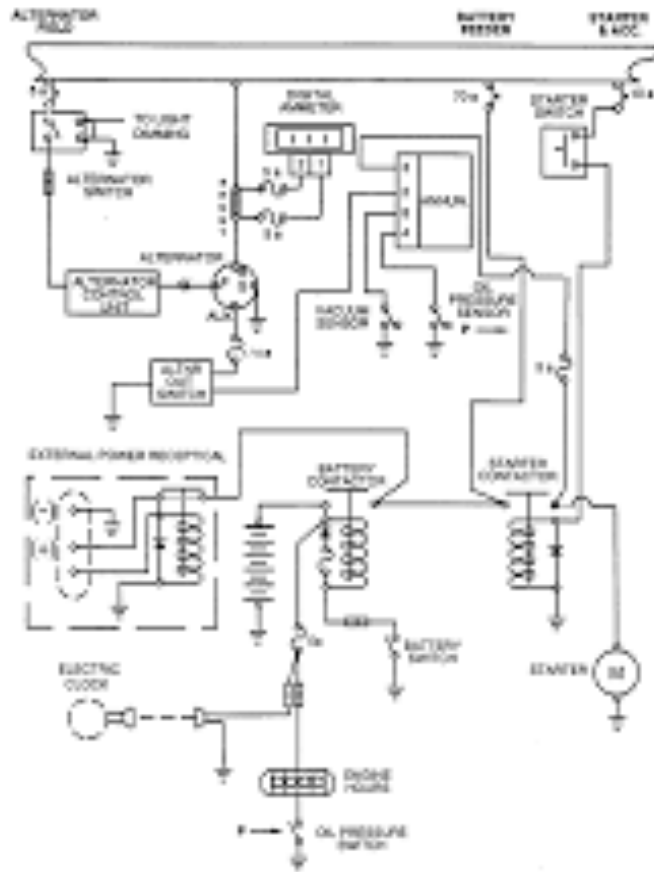 ALTERNATOR
FIELD
BATTERY
FEEDER
STARTER
& ACC.
DIGITAL
AMMETER
STARTER
SWITCH
TO LIGHT
DIMMING
ALTERNATOR
SWITCH
ANNUN.
ALTERNATOR
ALTERNATOR
CONTROL
UNIT
VACUUM
SENSOR
OIL
PRESSURE
SENSOR
P
ALTER
OUT
SWITCH
EXTERNAL POWER RECEPTICAL
BATTERY
CONTACTOR
STARTER
CONTACTOR
BATTERY
SWITCH
ELECTRIC
CLOCK
STARTER
M
ENGINE
HOURS
P
OIL PRESSURE
SWITCH